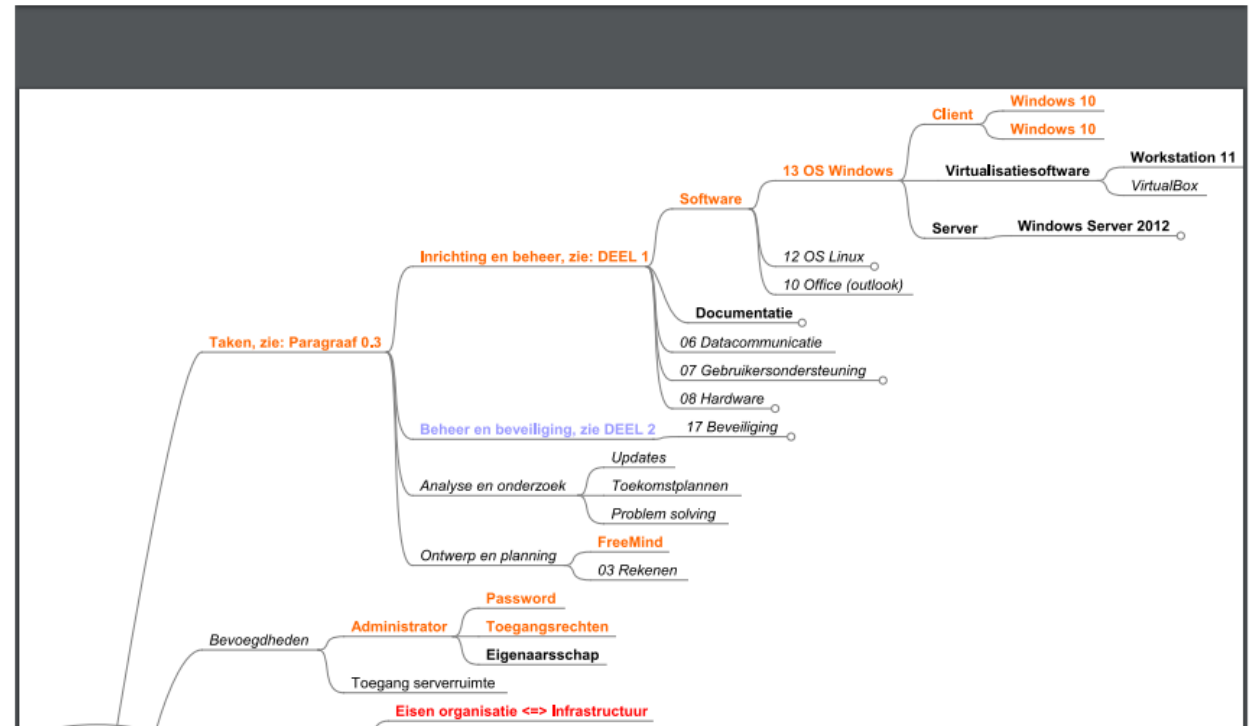 Windows 10
Client
Windows 10
Workstation 11
13 OS Windows
Virtualisatiesoftware
VirtualBox
Software
Server
Windows Server 2012
Inrichting en beheer, zie: DEEL 1
12 OS Linux
10 Office (outlook)
Documentatie
Taken, zie: Paragraaf 0.3
06 Datacommunicatie
07 Gebruikersondersteuning
08 Hardware
Beheer en beveiliging, zie DEEL 2
17 Beveiliging
Updates
Analyse en onderzoek
Toekomstplannen
Problem solving
FreeMind
Ontwerp en planning
03 Rekenen
Password
Administrator
Toegangsrechten
Bevoegdheden
Eigenaarsschap
Toegang serverruimte
Eisen organisatie <=> Infrastructuur